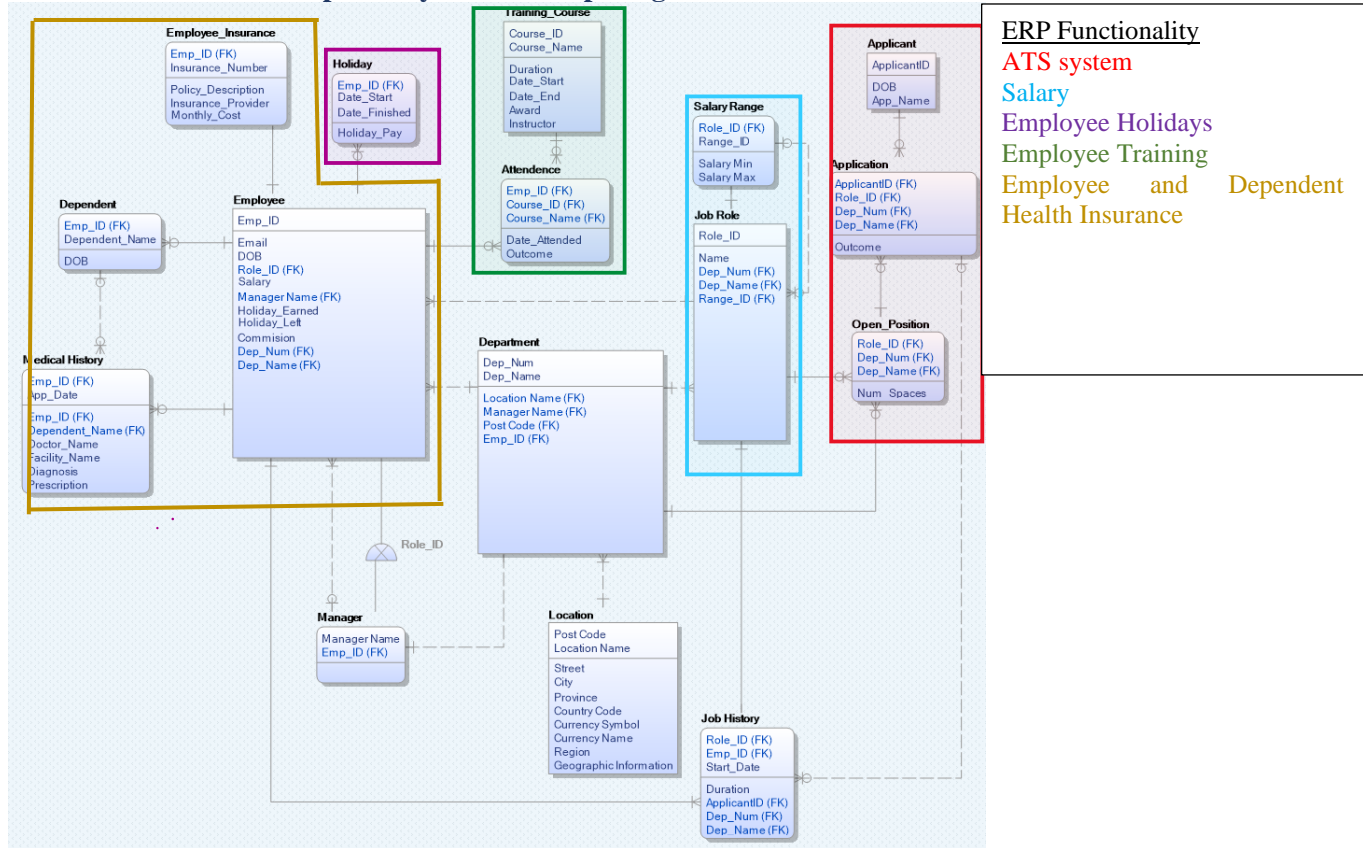 Training_Course
Course_ID
Course_Name
Duration
Date_Start
Date_End
Award
Instructor
Employee_Insurance
Emp_ID (FK)
Insurance_Number
Policy_Description
Insurance_Provider
Monthly_Cost
Holiday
Emp_ID (FK)
Date_Start
Date_Finished
Holiday_Pay
Applicant
ApplicantID
DOB
App_Name
ERP Functionality
ATS system
Salary
Employee Holidays
Employee Training
Employee and Dependent
Health Insurance
Salary Range
Role_ID (FK)
Range_ID
Salary Min
Salary Max
Attendence
Emp_ID (FK)
Course_ID (FK)
Course_Name (FK)
Date_Attended
Outcome
Application
ApplicantID (FK)
Role_ID (FK)
Dep_Num (FK)
Dep_Name (FK)
Outcome
Dependent
Emp_ID (FK)
Dependent_Name
DOB
Employee
Emp_ID
Email
DOB
Role_ID (FK)
Salary
Manager Name (FK)
Holiday_Earned
Holiday_Left
Commision
Dep_Num (FK)
Dep_Name (FK)
Job Role
Role_ID
Name
Dep_Num (FK)
Dep_Name (FK)
Range_ID (FK)
Open_Position
Role_ID (FK)
Dep_Num (FK)
Dep_Name (FK)
Num_Spaces
Medical History
Emp_ID (FK)
App_Date
Emp_ID (FK)
Dependent_Name (FK)
Doctor_Name
Facility_Name
Diagnosis
Prescription
Department
Dep_Num
Dep_Name
Location Name (FK)
Manager Name (FK)
Post Code (FK)
Emp_ID (FK)
Role_ID
Manager
Manager Name
Emp_ID (FK)
Location
Post Code
Location Name
Street
City
Province
Country Code
Currency Symbol
Currency Name
Region
Geographic Information
Job History
Role_ID (FK)
Emp_ID (FK)
Start_Date
Duration
ApplicantID (FK)
Dep_Num (FK)
Dep_Name (FK)